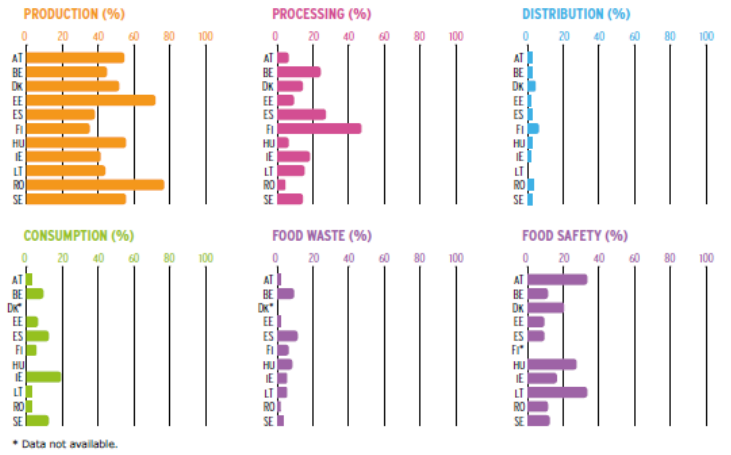 PRODUCTION (%)
0 20 40 60 80 100
AT
BE
DK
EE
ES
FI
HU
IE
LT
RO
SE
PROCESSING (%)
0 20 40 60 80 100
AT
BE
DK
EE
ES
FI
HU
IE
LT
RO
SE
DISTRIBUTION (%)
0 20 40 60 80 100
AT
BE
DK
EE
ES
FI
HU
IE
LT
RO
SE
CONSUMPTION (%)
0 20 40 60 80 100
AT
BE
DK*
EE
ES
FI
HU
IE
LT
RO
SE
FOOD WASTE (%)
0 20 40 60 80 100
AT
BE
DK*
EE
ES
FI
HU
IE
LT
RO
SE
FOOD SAFETY (%)
0 20 40 60 80 100
AT
BE
DK
EE
ES
FI*
HU
IE
LT
RO
SE
* Data not available.